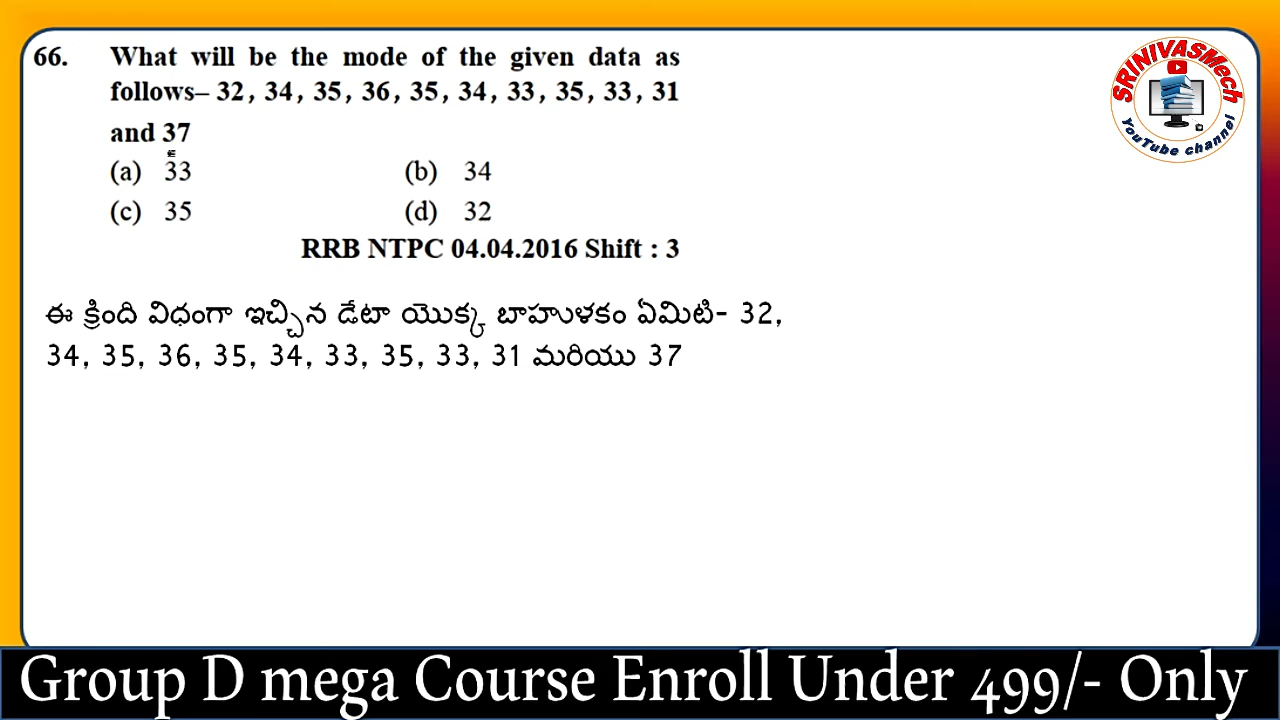 66. What will be the mode of the given data as
follows– 32, 34, 35, 36, 35, 34, 33, 35, 33, 31
and 37
(a) 33 (b) 34
(c) 35 (d) 32
RRB NTPC 04.04.2016 Shift : 3
ఈ క్రింది విధంగా ఇచ్చిన డేటా యొక్క బాహుళకం ఏమిటి- 32,
34, 35, 36, 35, 34, 33, 35, 33, 31 మరియు 37
SRINIVASMech
YouTube channel
Group D mega Course Enroll Under 499/- Only